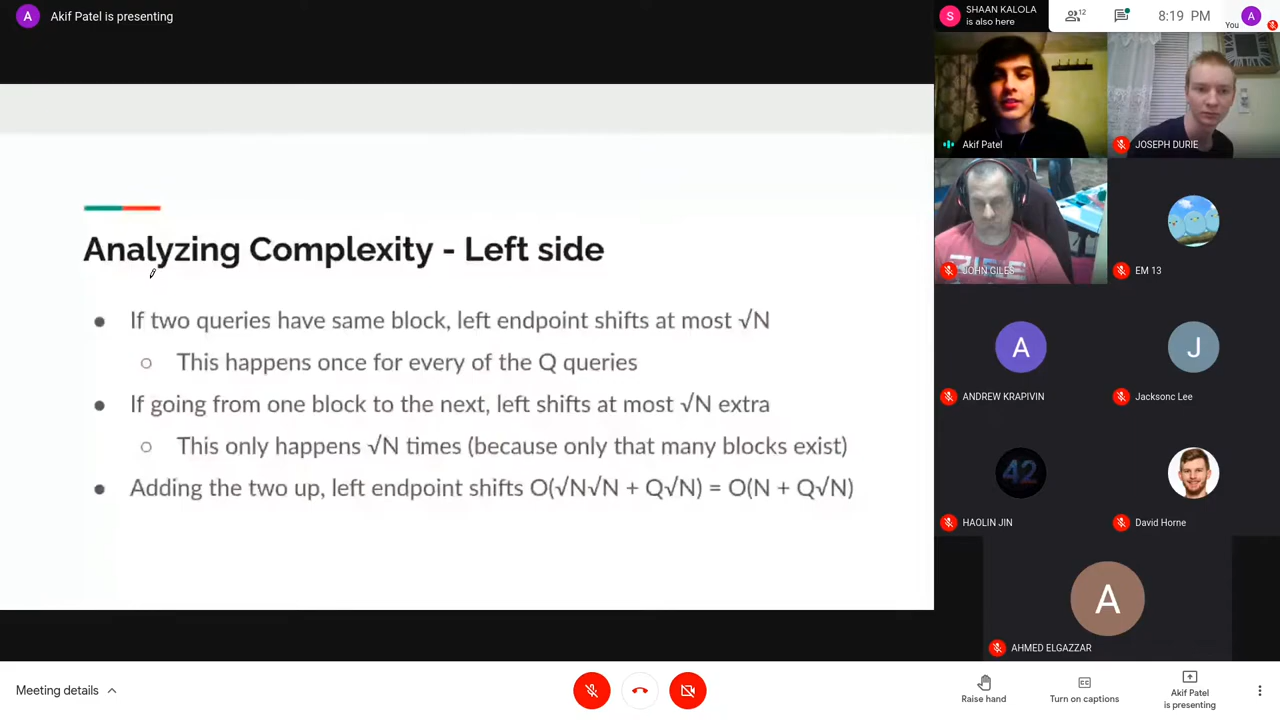 A
Akif Patel is presenting
S
SHAAN KALOLA
is also here
12
8:19 PM
You
A
Analyzing Complexity - Left side
If two queries have same block, left endpoint shifts at most √N
This happens once for every of the Q queries
If going from one block to the next, left shifts at most √N extra
This only happens √N times (because only that many blocks exist)
Adding the two up, left endpoint shifts O(√N√N + Q√N) = O(N + Q√N)
Akif Patel
JOSEPH DURIE
JOHN GILES
EM 13
A
ANDREW KRAPIVIN
J
Jacksonc Lee
42
HAOLIN JIN
David Horne
A
AHMED ELGAZZAR
Meeting details
Raise hand
Turn on captions
Akif Patel
is presenting